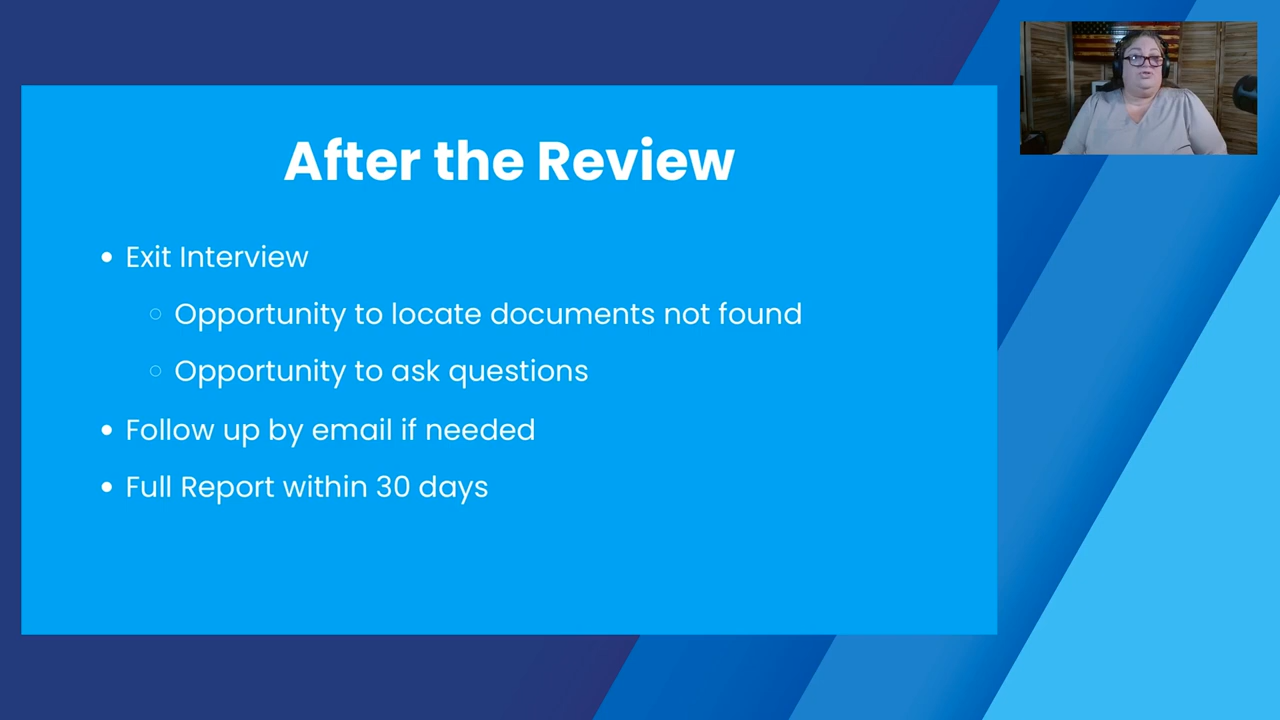 After the Review
• Exit Interview
○ Opportunity to locate documents not found
○ Opportunity to ask questions
• Follow up by email if needed
• Full Report within 30 days